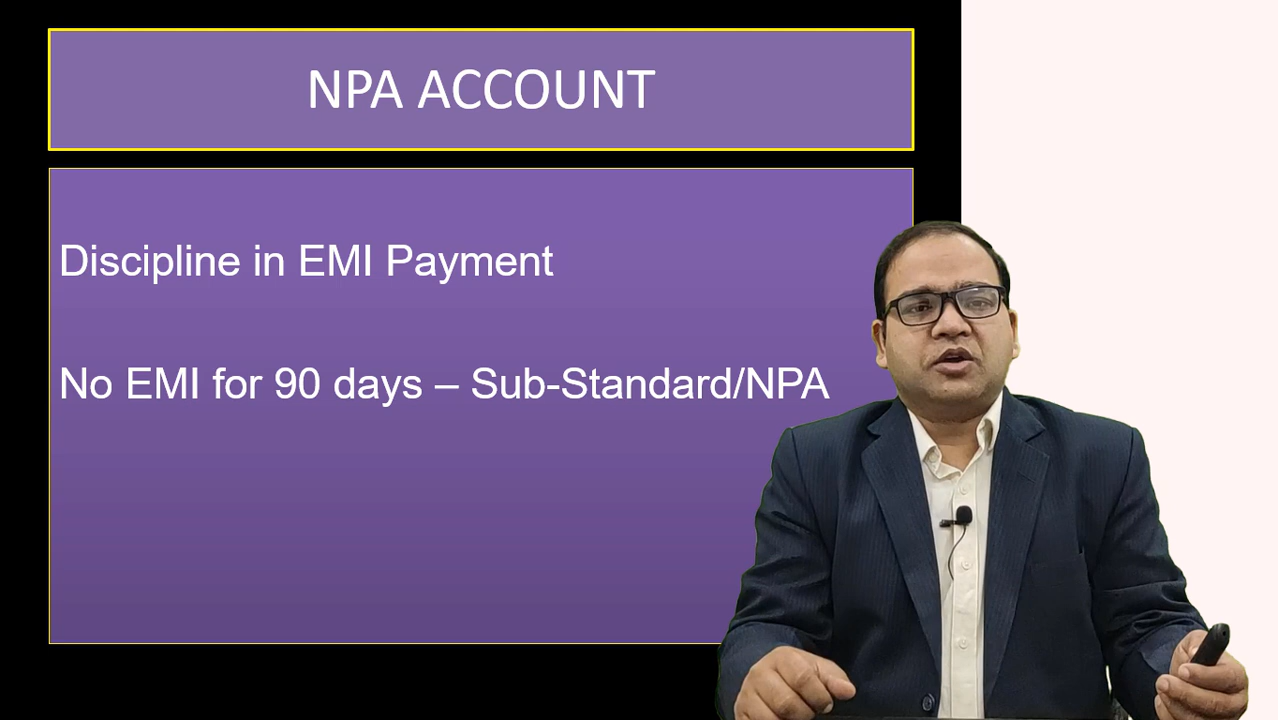 NPA ACCOUNT
Discipline in EMI Payment
No EMI for 90 days – Sub-Standard/NPA